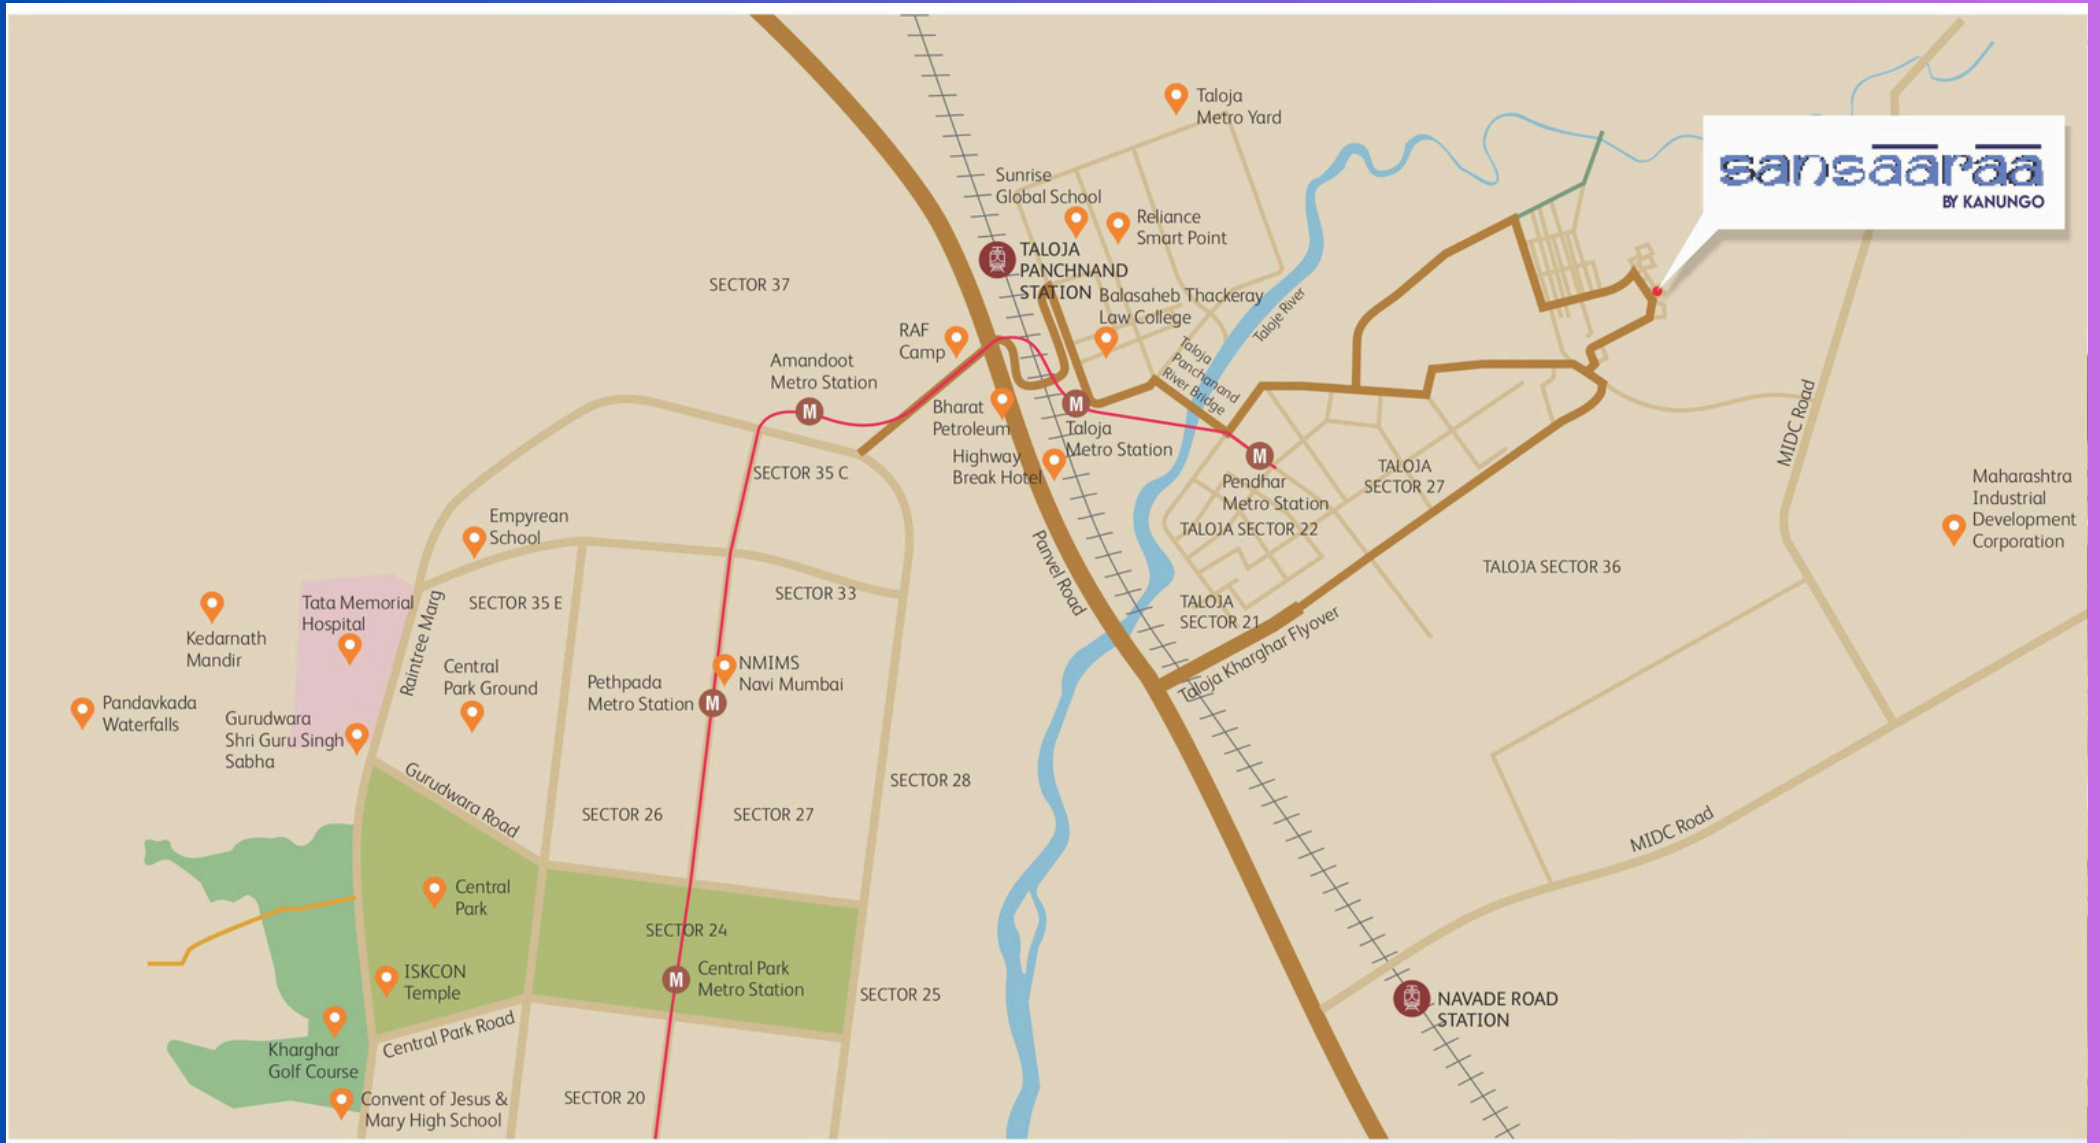 Taloja
Metro Yard
sansaaraa
BY KANUNGO
Sunrise
Global School
Reliance
Smart Point
TALOJA
PANCHNAND
STATION
SECTOR 37
Balasaheb Thackeray
Law College
Taloje River
RAF
Camp
Taloja
Panchanand
River Bridge
Amandoot
Metro Station
M
Bharat
Petroleum
M
Taloja
Metro Station
MIDC Road
Highway
Break Hotel
M
Pendhar
Metro Station
SECTOR 35 C
TALOJA
SECTOR 27
Maharashtra
Industrial
Development
Corporation
Empyrean
School
TALOJA SECTOR 22
Panvel Road
TALOJA SECTOR 36
SECTOR 33
Tata Memorial
Hospital
SECTOR 35 E
Raintree Marg
TALOJA
SECTOR 21
Taloja Kharghar Flyover
Kedarnath
Mandir
Central
Park Ground
Pethpada
Metro Station
M
NMIMS
Navi Mumbai
Pandavkada
Waterfalls
Gurudwara
Shri Guru Singh
Sabha
Gurudwara Road
SECTOR 28
SECTOR 26
SECTOR 27
MIDC Road
Central
Park
SECTOR 24
ISKCON
Temple
M
Central Park
Metro Station
SECTOR 25
NAVADE ROAD
STATION
Central Park Road
Kharghar
Golf Course
Convent of Jesus &
Mary High School
SECTOR 20